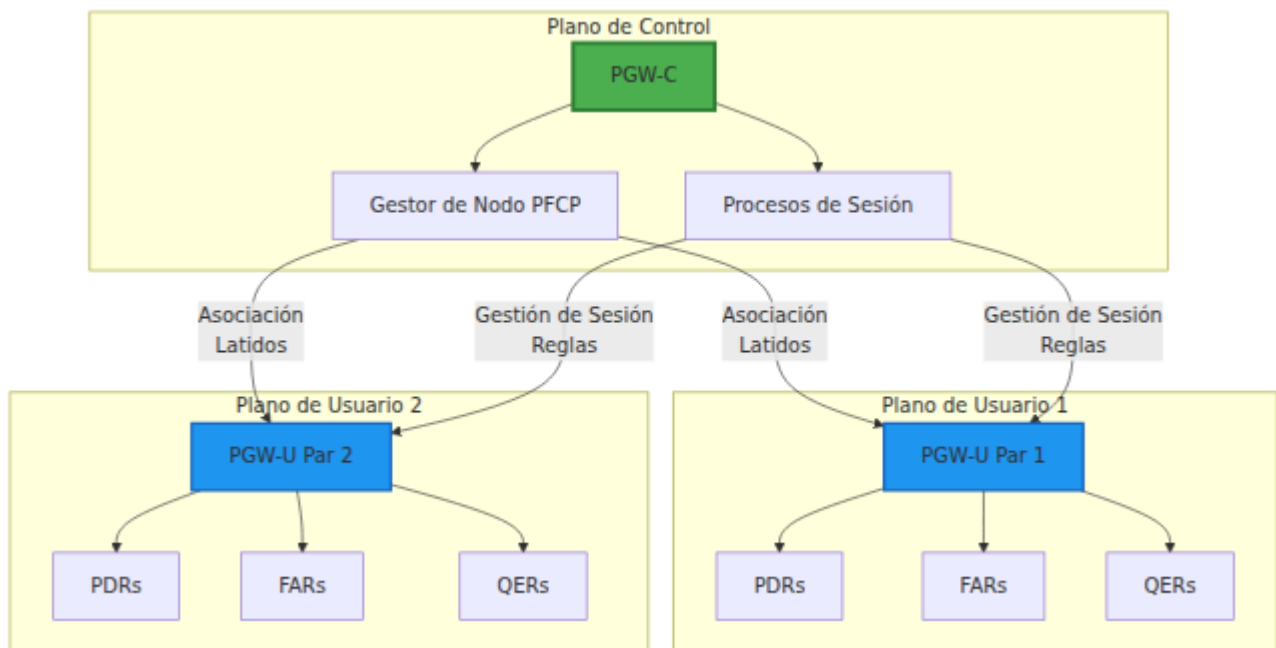 Plano de Control
PGW-C
Gestor de Nodo PFCP
Procesos de Sesión
Asociación
Latidos
Gestión de Sesión
Reglas
Asociación
Latidos
Gestión de Sesión
Reglas
Plano de Usuario 2
PGW-U Par 2
PDRs
FARs
QERs
Plano de Usuario 1
PGW-U Par 1
PDRs
FARs
QERs